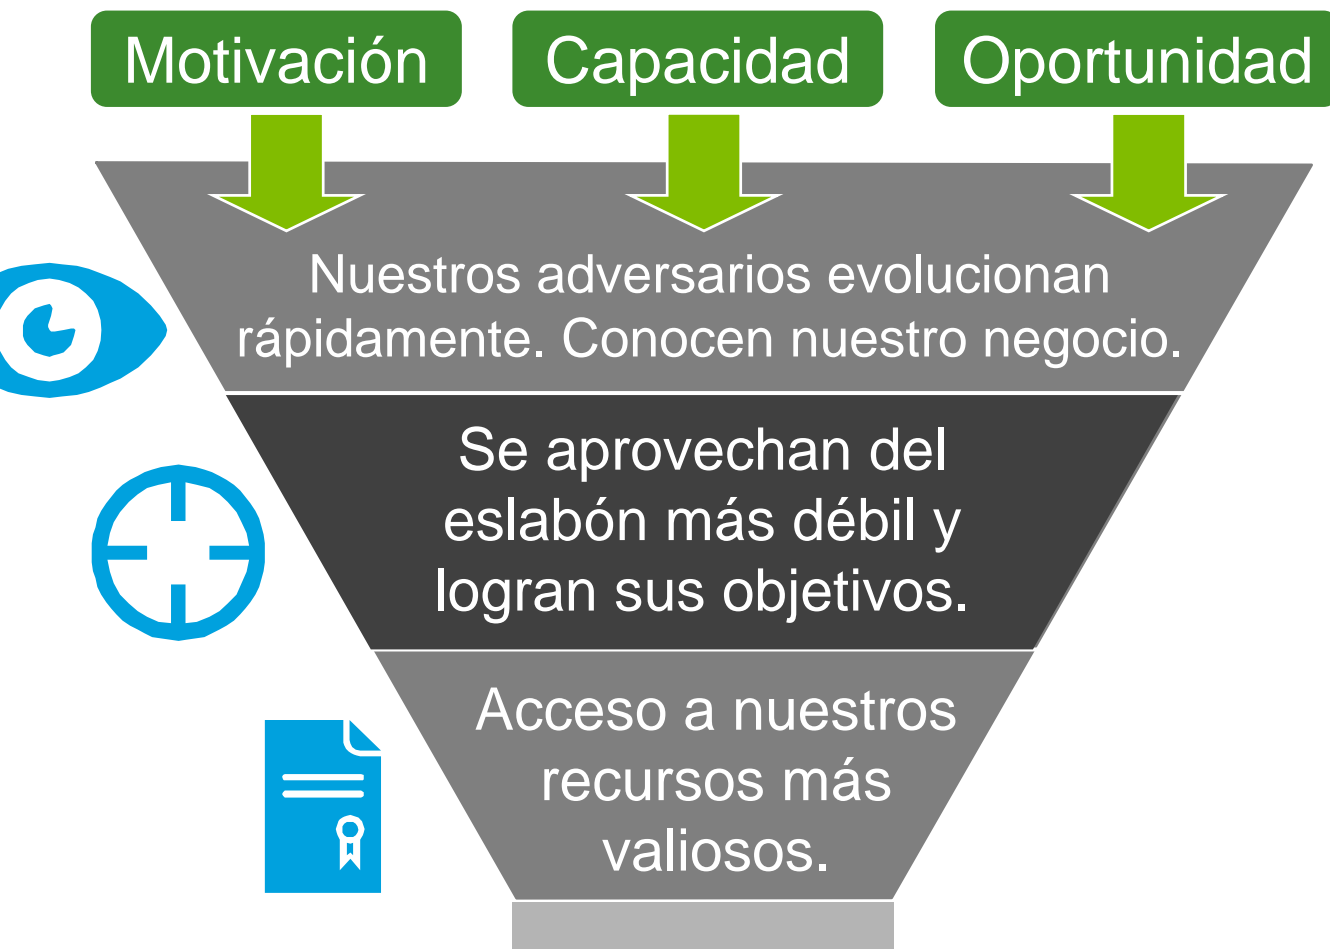 Motivación
Capacidad
Oportunidad
Nuestros adversarios evolucionan
rápidamente. Conocen nuestro negocio.
Se aprovechan del
eslabón más débil y
logran sus objetivos.
Acceso a nuestros
recursos más
valiosos.